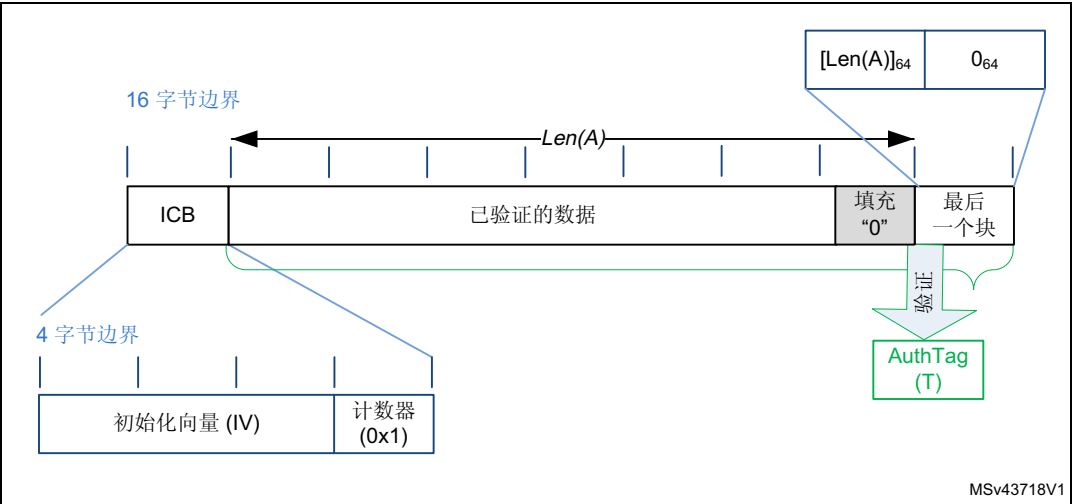 [Len(A)]64
064
16 字节边界
Len(A)
ICB
已验证的数据
填充
“0”
最后
一个块
验证
4 字节边界
AuthTag
(T)
初始化向量 (IV)
计数器
(0x1)
MSv43718V1